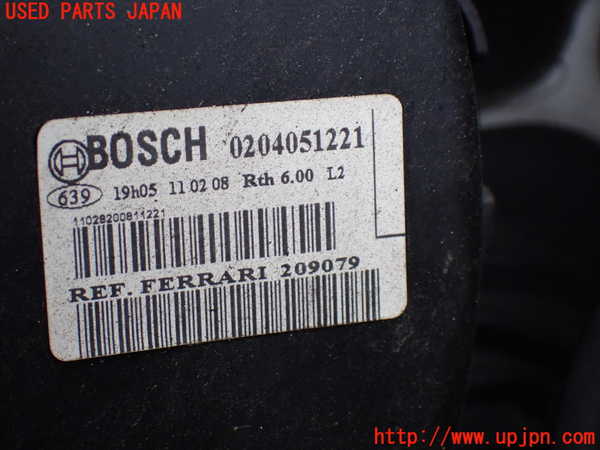 USED PARTS JAPAN
BOSCH 0204051221
639 19h05 11 02 08 Rth 6.00 L2
11028200811221
REF. FERRARI 209079
http://www.upjpn.com/